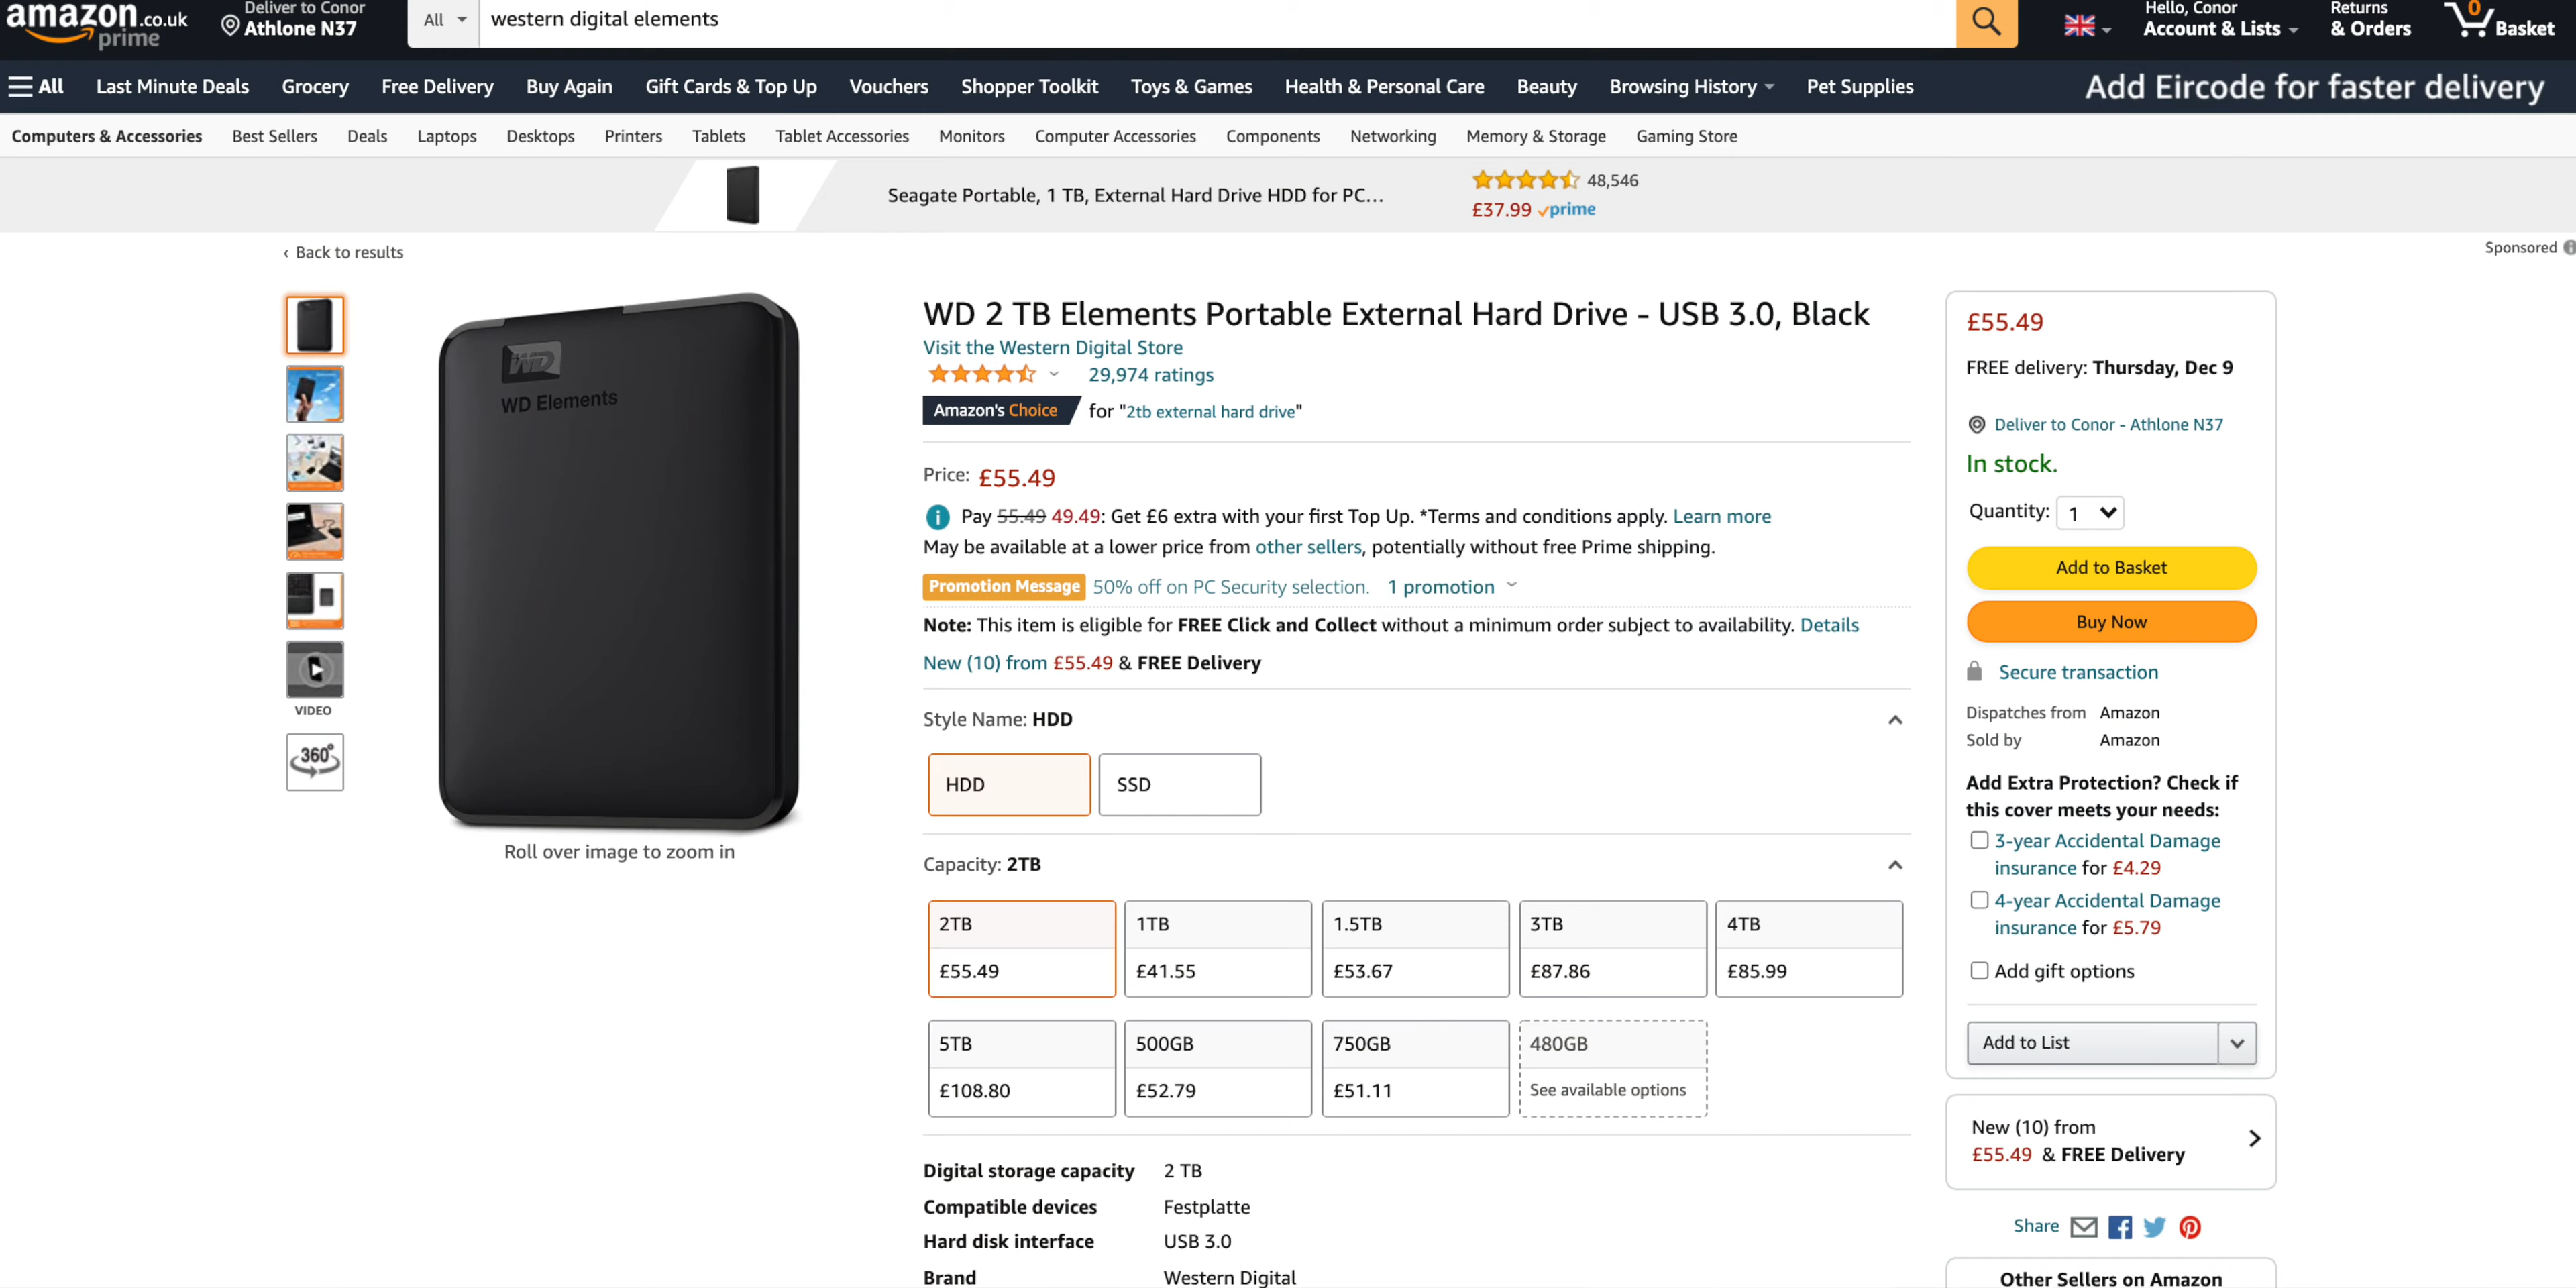 amazon.co.uk
prime
Deliver to Conor
Athlone N37
All
western digital elements
Hello, Conor
Account & Lists
Returns
& Orders
0
Basket
All Last Minute Deals Grocery Free Delivery Buy Again Gift Cards & Top Up Vouchers Shopper Toolkit Toys & Games Health & Personal Care Beauty Browsing History Pet Supplies Add Eircode for faster delivery
Computers & Accessories Best Sellers Deals Laptops Desktops Printers Tablets Tablet Accessories Monitors Computer Accessories Components Networking Memory & Storage Gaming Store
Seagate Portable, 1 TB, External Hard Drive HDD for PC…
48,546
£37.99 prime
‹ Back to results
Sponsored
WD
WD Elements
VIDEO
360°
Roll over image to zoom in
WD 2 TB Elements Portable External Hard Drive - USB 3.0, Black
Visit the Western Digital Store
29,974 ratings
Amazon's Choice for "2tb external hard drive"
Price: £55.49
Pay 55.49 49.49: Get £6 extra with your first Top Up. *Terms and conditions apply. Learn more
May be available at a lower price from other sellers, potentially without free Prime shipping.
Promotion Message 50% off on PC Security selection. 1 promotion
Note: This item is eligible for FREE Click and Collect without a minimum order subject to availability. Details
New (10) from £55.49 & FREE Delivery
Style Name: HDD
HDD SSD
Capacity: 2TB
2TB 1TB 1.5TB 3TB 4TB
£55.49 £41.55 £53.67 £87.86 £85.99
5TB 500GB 750GB 480GB
£108.80 £52.79 £51.11 See available options
Digital storage capacity 2 TB
Compatible devices Festplatte
Hard disk interface USB 3.0
Brand Western Digital
£55.49
FREE delivery: Thursday, Dec 9
Deliver to Conor - Athlone N37
In stock.
Quantity: 1
Add to Basket
Buy Now
Secure transaction
Dispatches from Amazon
Sold by Amazon
Add Extra Protection? Check if
this cover meets your needs:
3-year Accidental Damage
insurance for £4.29
4-year Accidental Damage
insurance for £5.79
Add gift options
Add to List
New (10) from
£55.49 & FREE Delivery
Share
Other Sellers on Amazon